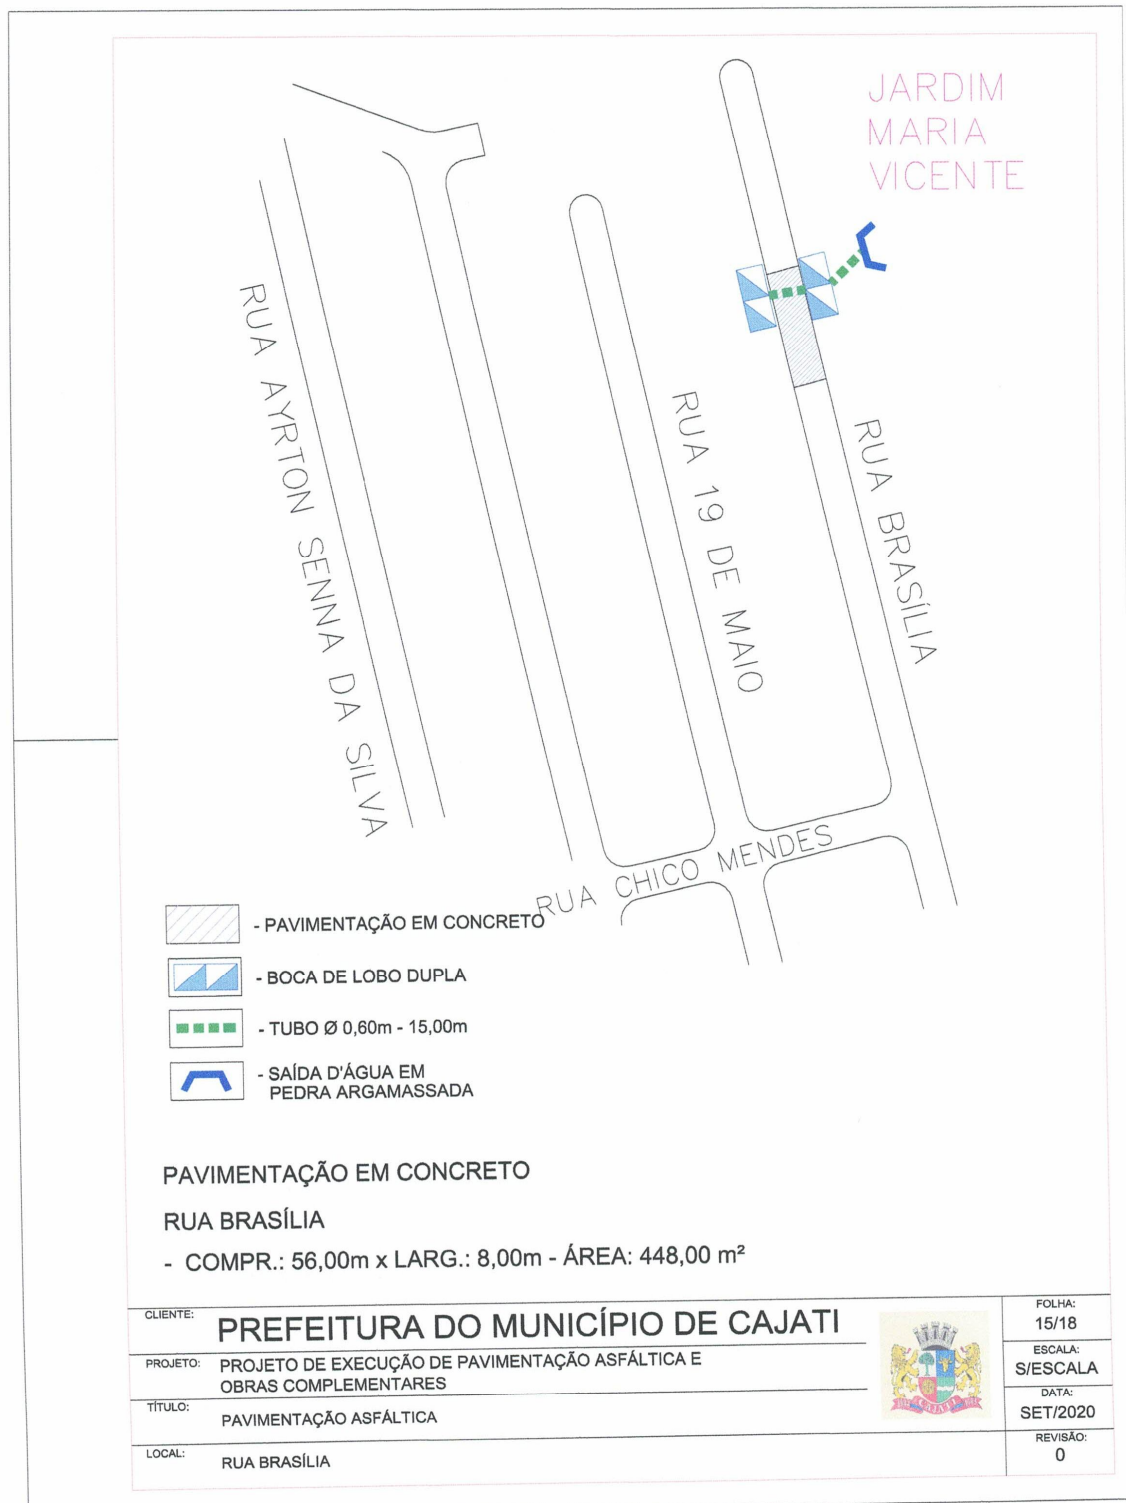 JARDIM
MARIA
VICENTE
RUA AYRTON SENNA DA SILVA
RUA 19 DE MAIO
RUA BRASÍLIA
RUA CHICO MENDES
- PAVIMENTAÇÃO EM CONCRETO
- BOCA DE LOBO DUPLA
- TUBO Ø 0,60m - 15,00m
- SAÍDA D'ÁGUA EM
PEDRA ARGAMASSADA
PAVIMENTAÇÃO EM CONCRETO
RUA BRASÍLIA
- COMPR.: 56,00m x LARG.: 8,00m - ÁREA: 448,00 m²
CLIENTE:
PREFEITURA DO MUNICÍPIO DE CAJATI
PROJETO:
PROJETO DE EXECUÇÃO DE PAVIMENTAÇÃO ASFÁLTICA E
OBRAS COMPLEMENTARES
TÍTULO:
PAVIMENTAÇÃO ASFÁLTICA
LOCAL:
RUA BRASÍLIA
CAJATI
FOLHA:
15/18
ESCALA:
S/ESCALA
DATA:
SET/2020
REVISÃO:
0